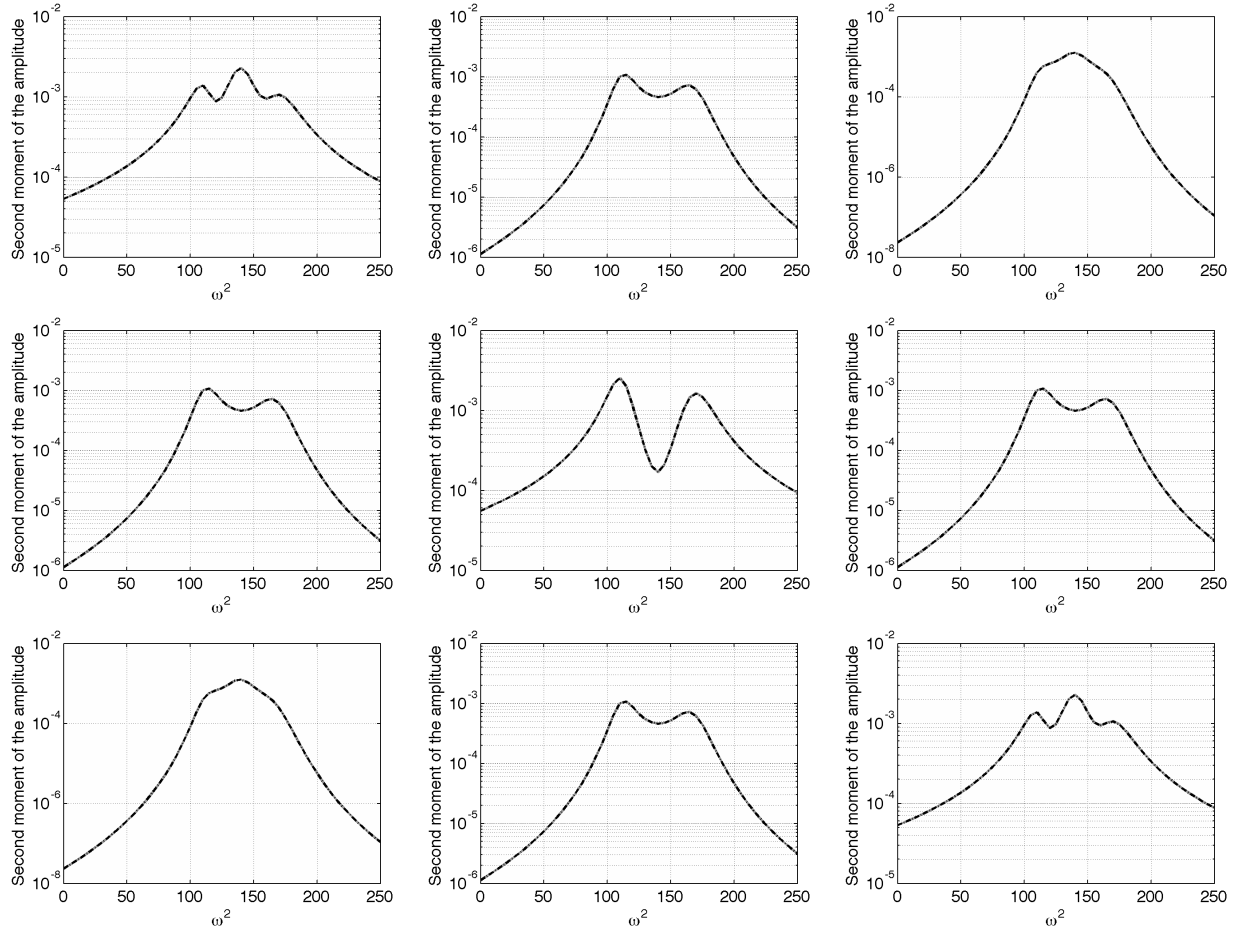 10^-2 10^-2 10^-2
10^-3 10^-3 10^-4
10^-4 10^-4 10^-6
10^-5
10^-5 10^-6 10^-8
Second moment of the amplitude Second moment of the amplitude Second moment of the amplitude
0 50 100 150 200 250 0 50 100 150 200 250 0 50 100 150 200 250
ω^2 ω^2 ω^2
10^-2 10^-2 10^-2
10^-3 10^-3 10^-3
10^-4 10^-4 10^-4
10^-5 10^-5
10^-6 10^-5 10^-6
Second moment of the amplitude Second moment of the amplitude Second moment of the amplitude
0 50 100 150 200 250 0 50 100 150 200 250 0 50 100 150 200 250
ω^2 ω^2 ω^2
10^-2 10^-2 10^-2
10^-4 10^-3 10^-3
10^-6 10^-4 10^-4
10^-5
10^-8 10^-6 10^-5
Second moment of the amplitude Second moment of the amplitude Second moment of the amplitude
0 50 100 150 200 250 0 50 100 150 200 250 0 50 100 150 200 250
ω^2 ω^2 ω^2